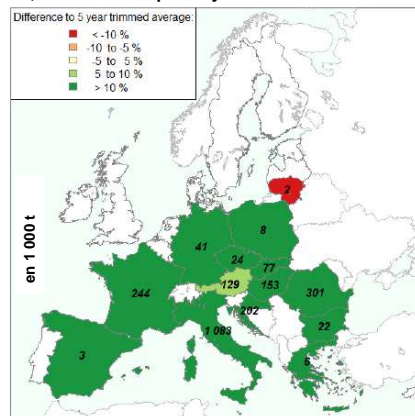 Difference to 5 year trimmed average:
< -10 %
-10 to -5 %
-5 to 5 %
5 to 10 %
> 10 %
en 1 000 t
2
8
41
24
77
129
153
244
301
202
22
1 083
3
6